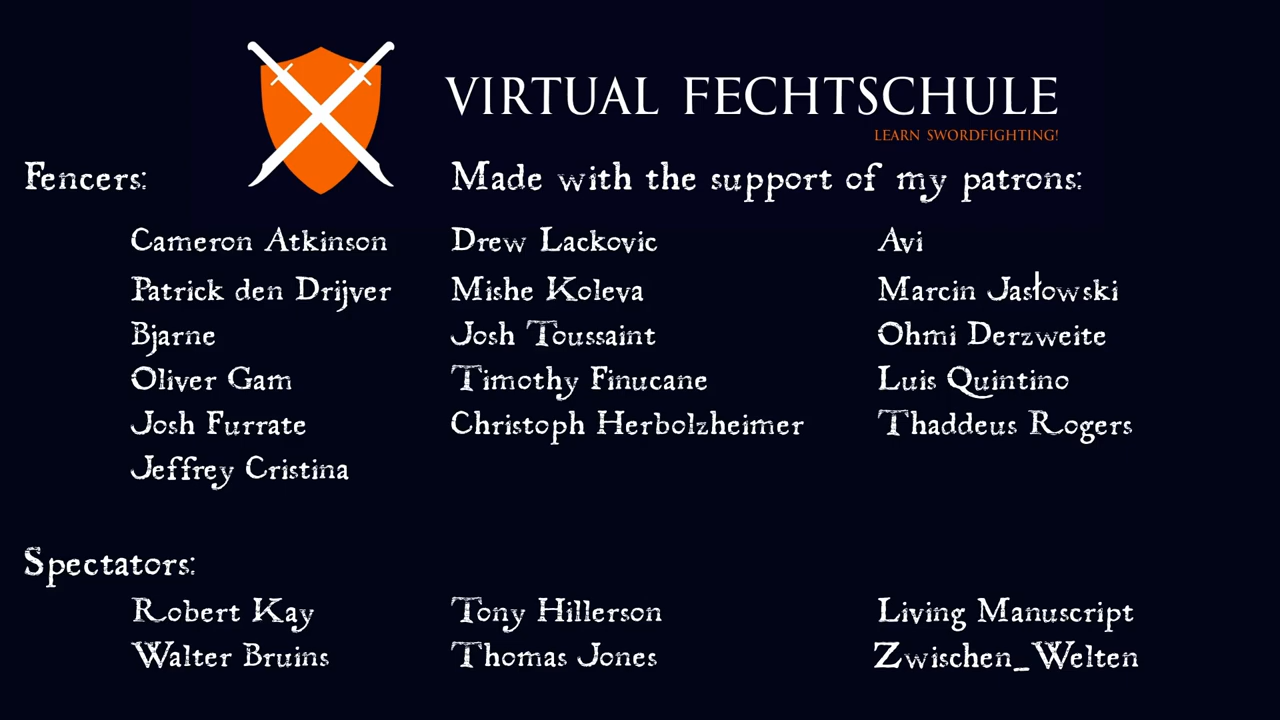 VIRTUAL FECHTSCHULE
LEARN SWORDFIGHTING!
Fencers: Made with the support of my patrons:
Cameron Atkinson Drew Lackovic Avi
Patrick den Drijver Mishe Koleva Marcin Jasłowski
Bjarne Josh Toussaint Ohmi Derzweite
Oliver Gam Timothy Finucane Luis Quintino
Josh Furrate Christoph Herbolzheimer Thaddeus Rogers
Jeffrey Cristina
Spectators:
Robert Kay Tony Hillerson Living Manuscript
Walter Bruins Thomas Jones Zwischen_Welten